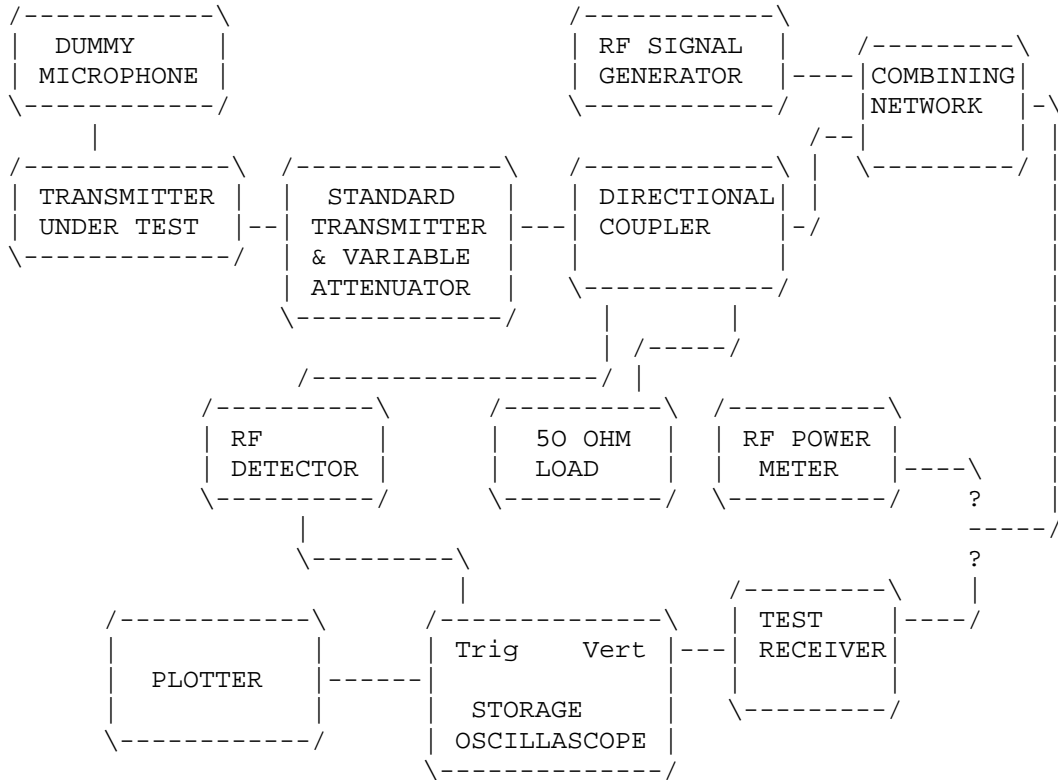 DUMMY
MICROPHONE
RF SIGNAL
GENERATOR
COMBINING
NETWORK
TRANSMITTER
UNDER TEST
STANDARD
TRANSMITTER
& VARIABLE
ATTENUATOR
DIRECTIONAL
COUPLER
RF
DETECTOR
50 OHM
LOAD
RF POWER
METER
?
?
PLOTTER
Trig Vert
STORAGE
OSCILLASCOPE
TEST
RECEIVER